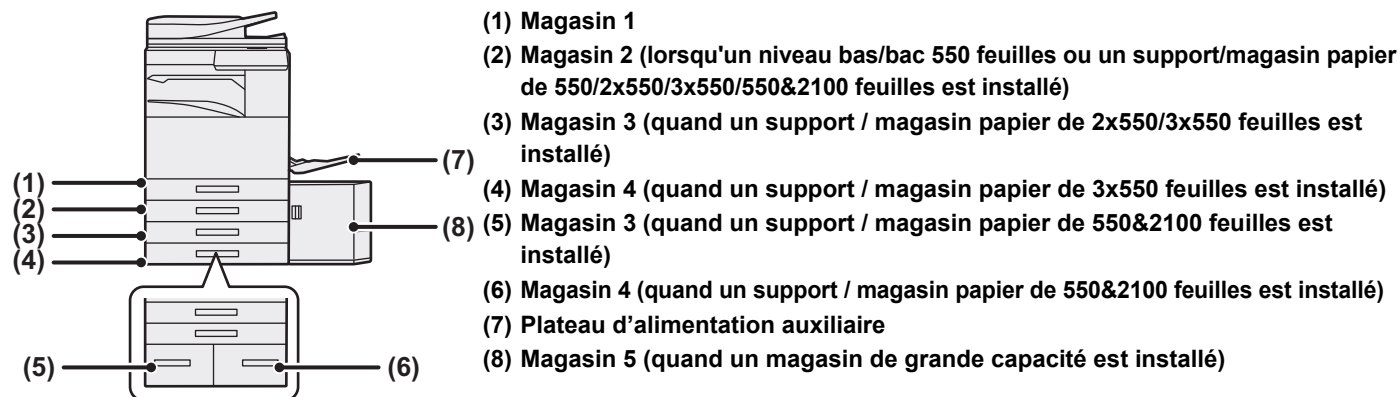 (1) Magasin 1
(2) Magasin 2 (lorsqu'un niveau bas/bac 550 feuilles ou un support/magasin papier
de 550/2x550/3x550/550&2100 feuilles est installé)
(3) Magasin 3 (quand un support / magasin papier de 2x550/3x550 feuilles est
installé)
(4) Magasin 4 (quand un support / magasin papier de 3x550 feuilles est installé)
(5) Magasin 3 (quand un support / magasin papier de 550&2100 feuilles est
installé)
(6) Magasin 4 (quand un support / magasin papier de 550&2100 feuilles est installé)
(7) Plateau d’alimentation auxiliaire
(8) Magasin 5 (quand un magasin de grande capacité est installé)
(1)
(2)
(3)
(4)
(7)
(8)
(5)
(6)